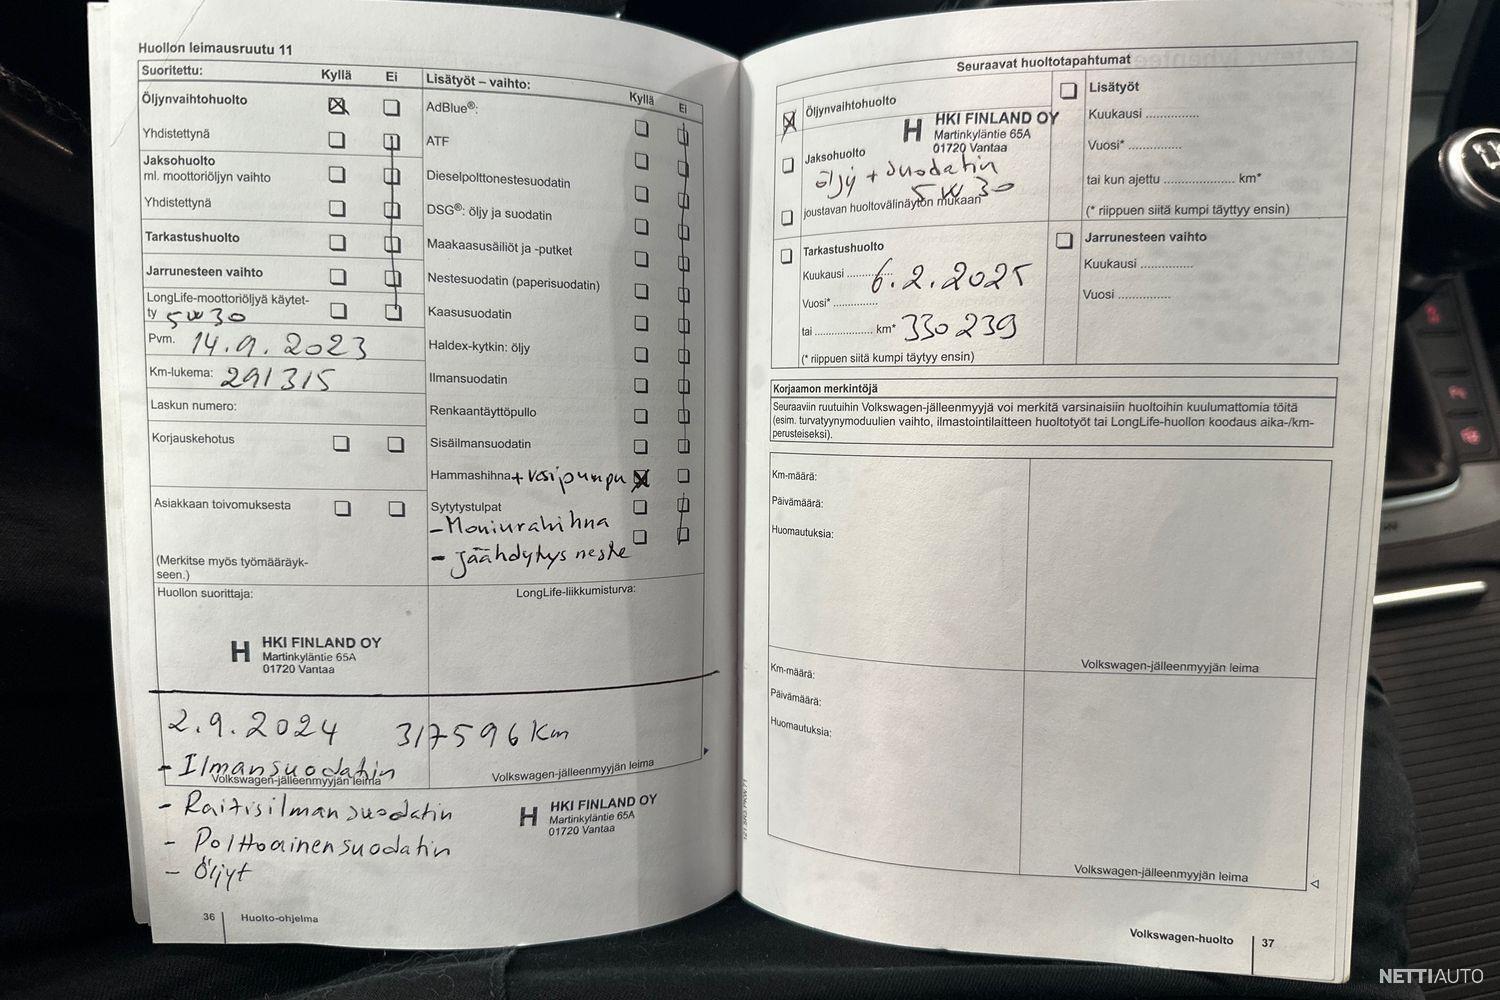 Huollon leimausruutu 11
Suoritettu: Kyllä Ei
Öljynvaihtohuolto
Yhdistettynä
Jaksohuolto
ml. moottoriöljyn vaihto
Yhdistettynä
Tarkastushuolto
Jarrunesteen vaihto
LongLife-moottoriöljyä käytet-
ty 5W30
Pvm. 14.9.2023
Km-lukema: 291315
Laskun numero:
Korjauskehotus
Asiakkaan toivomuksesta
(Merkitse myös työmääräyk-
seen.)
Huollon suorittaja:
H HKI FINLAND OY
Martinkyläntie 65A
01720 Vantaa
Lisätyöt – vaihto: Kyllä Ei
AdBlue®:
ATF
Dieselpolttonestesuodatin
DSG®: öljy ja suodatin
Maakaasusäiliöt ja -putket
Nestesuodatin (paperisuodatin)
Kaasusuodatin
Haldex-kytkin: öljy
Ilmansuodatin
Renkaantäyttöpullo
Sisäilmansuodatin
Hammashihna + vesipumpu
Sytytystulpat
- Moniurahihna
- jäähdytys neste
LongLife-liikkumisturva:
2.9.2024 317596 Km
- Ilmansuodatin
Volkswagen-jälleenmyyjän leima
Volkswagen-jälleenmyyjän leima
- Raitisilmansuodatin
- Polttoainensuodatin
- Öljyt
H HKI FINLAND OY
Martinkyläntie 65A
01720 Vantaa
36 Huolto-ohjelma
Seuraavat huoltotapahtumat
Öljynvaihtohuolto
H HKI FINLAND OY
Martinkyläntie 65A
01720 Vantaa
Jaksohuolto
öljy + suodatin
5W30
joustavan huoltovälinäytön mukaan
Tarkastushuolto
Kuukausi ..............
6.2.2025
Vuosi* ..............
tai .................... km* 330239
(* riippuen siitä kumpi täytyy ensin)
Lisätyöt
Kuukausi ...............
Vuosi* ...............
tai kun ajettu .................... km*
(* riippuen siitä kumpi täyttyy ensin)
Jarrunesteen vaihto
Kuukausi ...............
Vuosi ...............
Korjaamon merkintöjä
Seuraaviin ruutuihin Volkswagen-jälleenmyyjä voi merkitä varsinaisiin huoltoihin kuulumattomia töitä
(esim. turvatyynymoduulien vaihto, ilmastointilaitteen huoltotyöt tai LongLife-huollon koodaus aika-/km-
perusteiseksi).
Km-määrä:
Päivämäärä:
Huomautuksia:
Volkswagen-jälleenmyyjän leima
Km-määrä:
Päivämäärä:
Huomautuksia:
Volkswagen-jälleenmyyjän leima
Volkswagen-huolto 37
NETTIAUTO